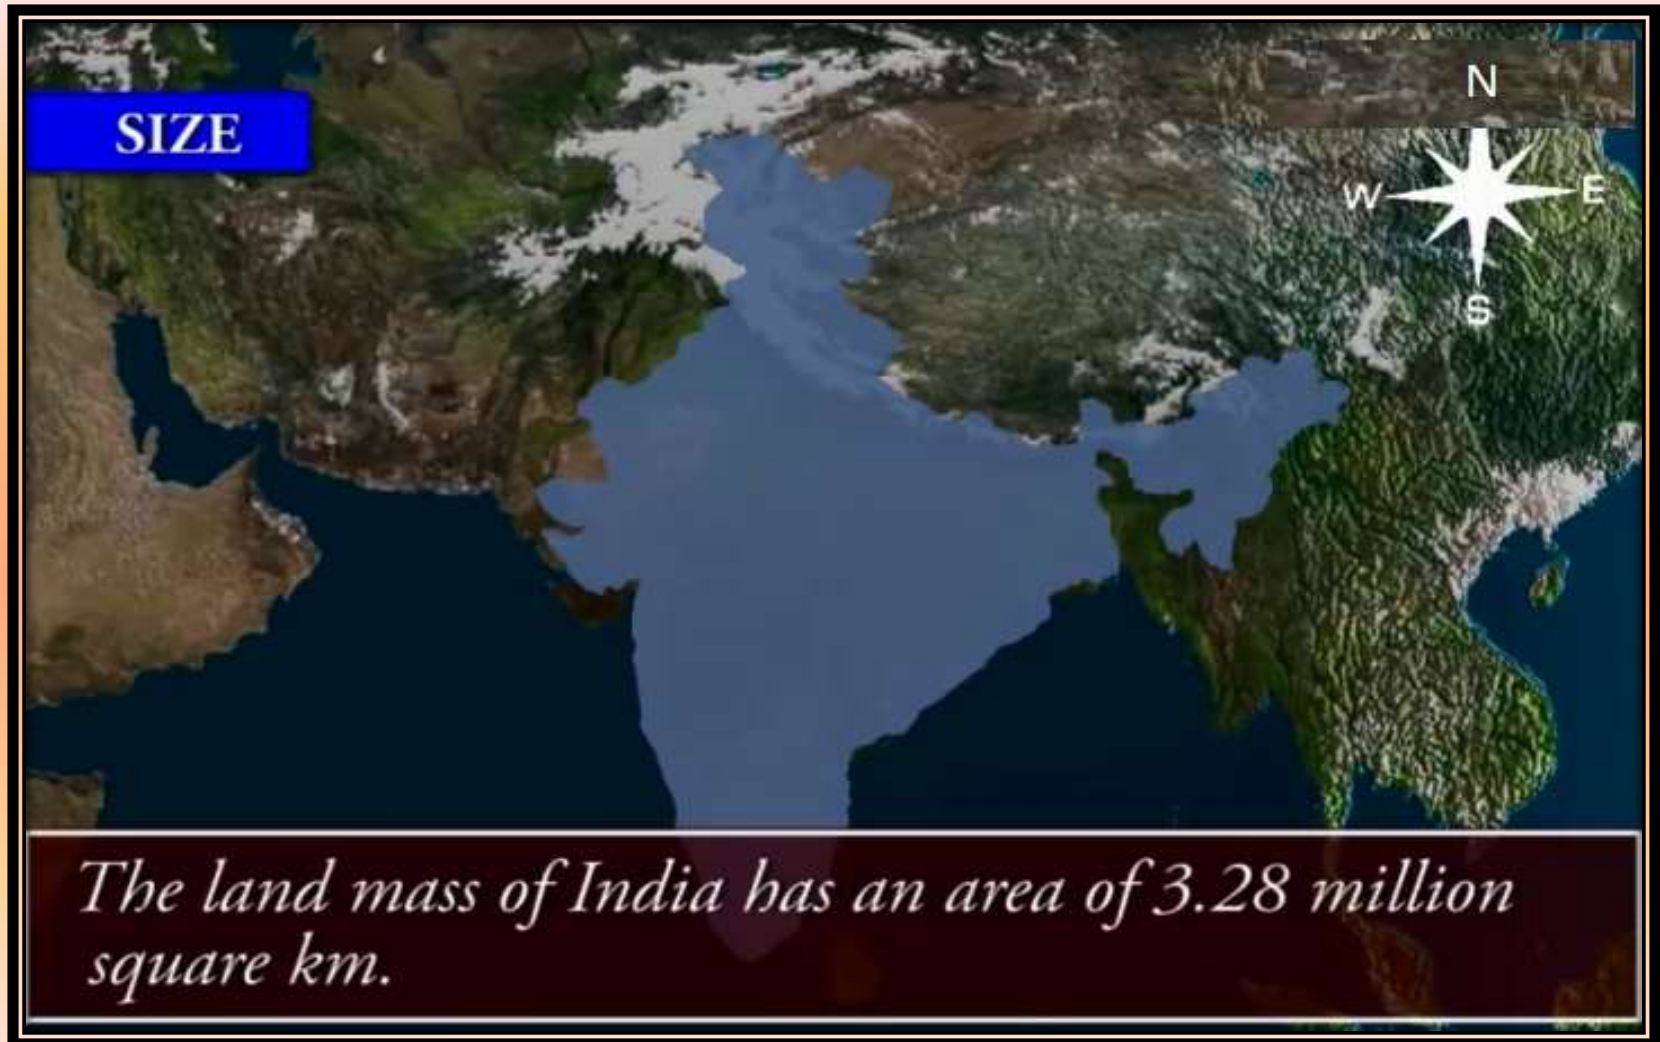 SIZE
N
W E
S
The land mass of India has an area of 3.28 million
square km.